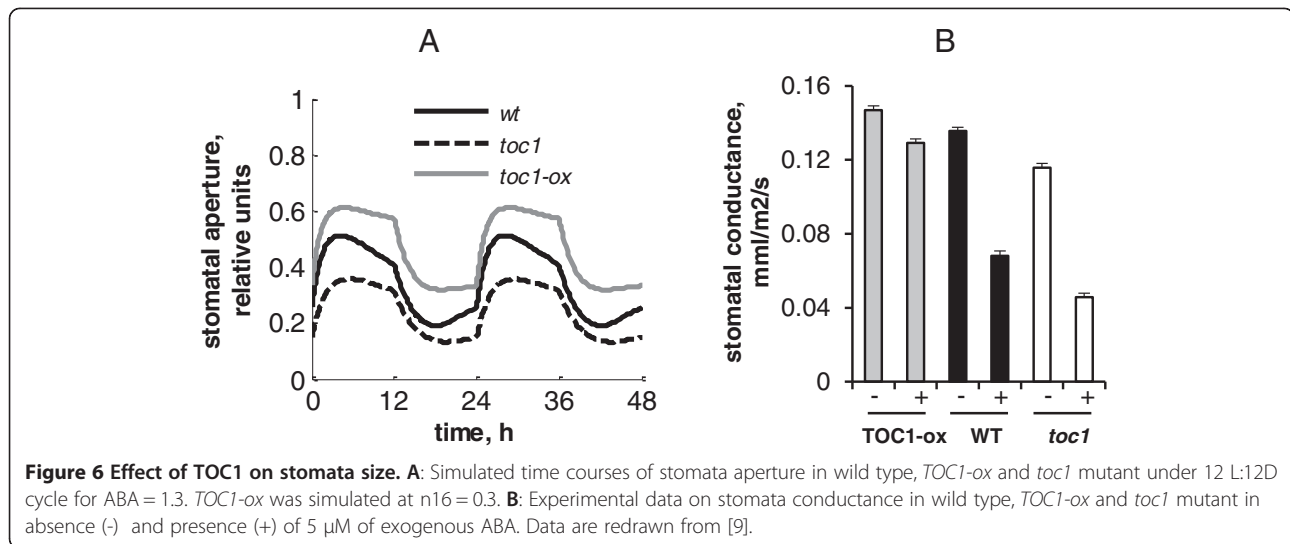 A
B
stomatal aperture,
relative units
1
0.8
0.6
0.4
0.2
0
wt
toc1
toc1-ox
0 12 24 36 48
time, h
stomatal conductance,
mml/m2/s
0.16
0.12
0.08
0.04
0
- + - + - +
TOC1-ox WT toc1
Figure 6 Effect of TOC1 on stomata size. A: Simulated time courses of stomata aperture in wild type, TOC1-ox and toc1 mutant under 12 L:12D
cycle for ABA = 1.3. TOC1-ox was simulated at n16 = 0.3. B: Experimental data on stomata conductance in wild type, TOC1-ox and toc1 mutant in
absence (-) and presence (+) of 5 μM of exogenous ABA. Data are redrawn from [9].